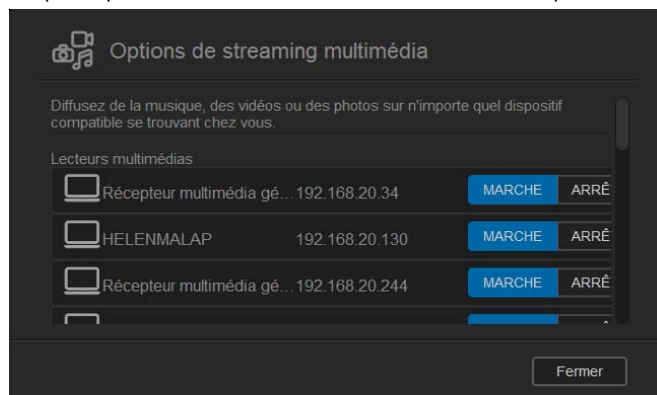 Options de streaming multimédia
Diffusez de la musique, des vidéos ou des photos sur n'importe quel dispositif
compatible se trouvant chez vous.
Lecteurs multimédias
Récepteur multimédia gé... 192.168.20.34 MARCHE ARRÊ
HELENMALAP 192.168.20.130 MARCHE ARRÊ
Récepteur multimédia gé... 192.168.20.244 MARCHE ARRÊ
Fermer